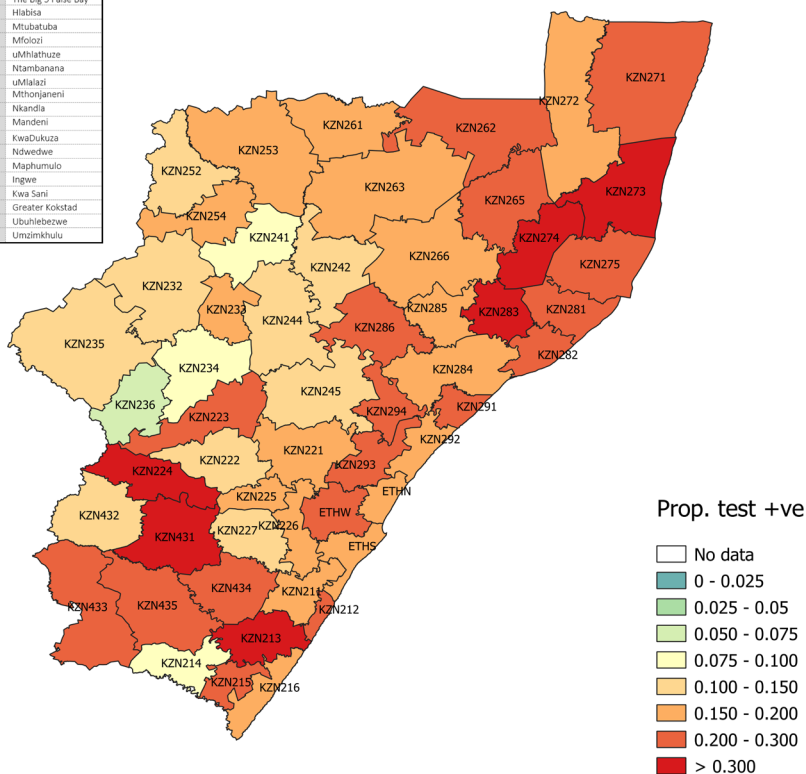 The Big 5 False Bay
Hlabisa
Mtubatuba
Mfolozi
uMhlathuze
Ntambanana
uMlalazi
Mthonjaneni
Nkandla
Mandeni
KwaDukuza
Ndwedwe
Maphumulo
Ingwe
Kwa Sani
Greater Kokstad
Ubuhlebezwe
Umzimkhulu
KZN271
KZN272
KZN261
KZN262
KZN253
KZN252
KZN263
KZN273
KZN265
KZN254
KZN241
KZN274
KZN266
KZN275
KZN242
KZN232
KZN285
KZN281
KZN233
KZN283
KZN244
KZN286
KZN235
KZN282
KZN234
KZN284
KZN245
KZN236
KZN291
KZN294
KZN223
KZN292
KZN221
KZN222
KZN293
KZN224
ETHN
KZN225
ETHW
KZN432
KZN226
KZN227
KZN431
ETHS
KZN434
KZN211
KZN433
KZN435
KZN212
KZN213
KZN214
KZN215
KZN216
Prop. test +ve
No data
0 - 0.025
0.025 - 0.05
0.050 - 0.075
0.075 - 0.100
0.100 - 0.150
0.150 - 0.200
0.200 - 0.300
> 0.300